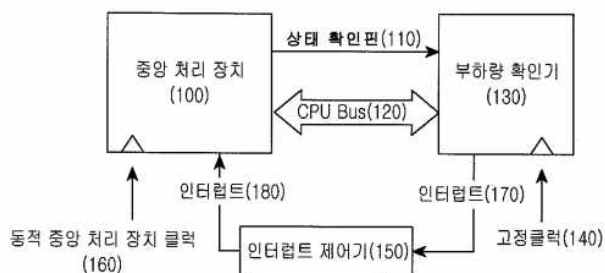 상태 확인핀(110)
중앙 처리 장치
(100)
부하량 확인기
(130)
CPU Bus(120)
인터럽트(180)
인터럽트(170)
동적 중앙 처리 장치 클럭
(160)
인터럽트 제어기(150)
고정클럭(140)